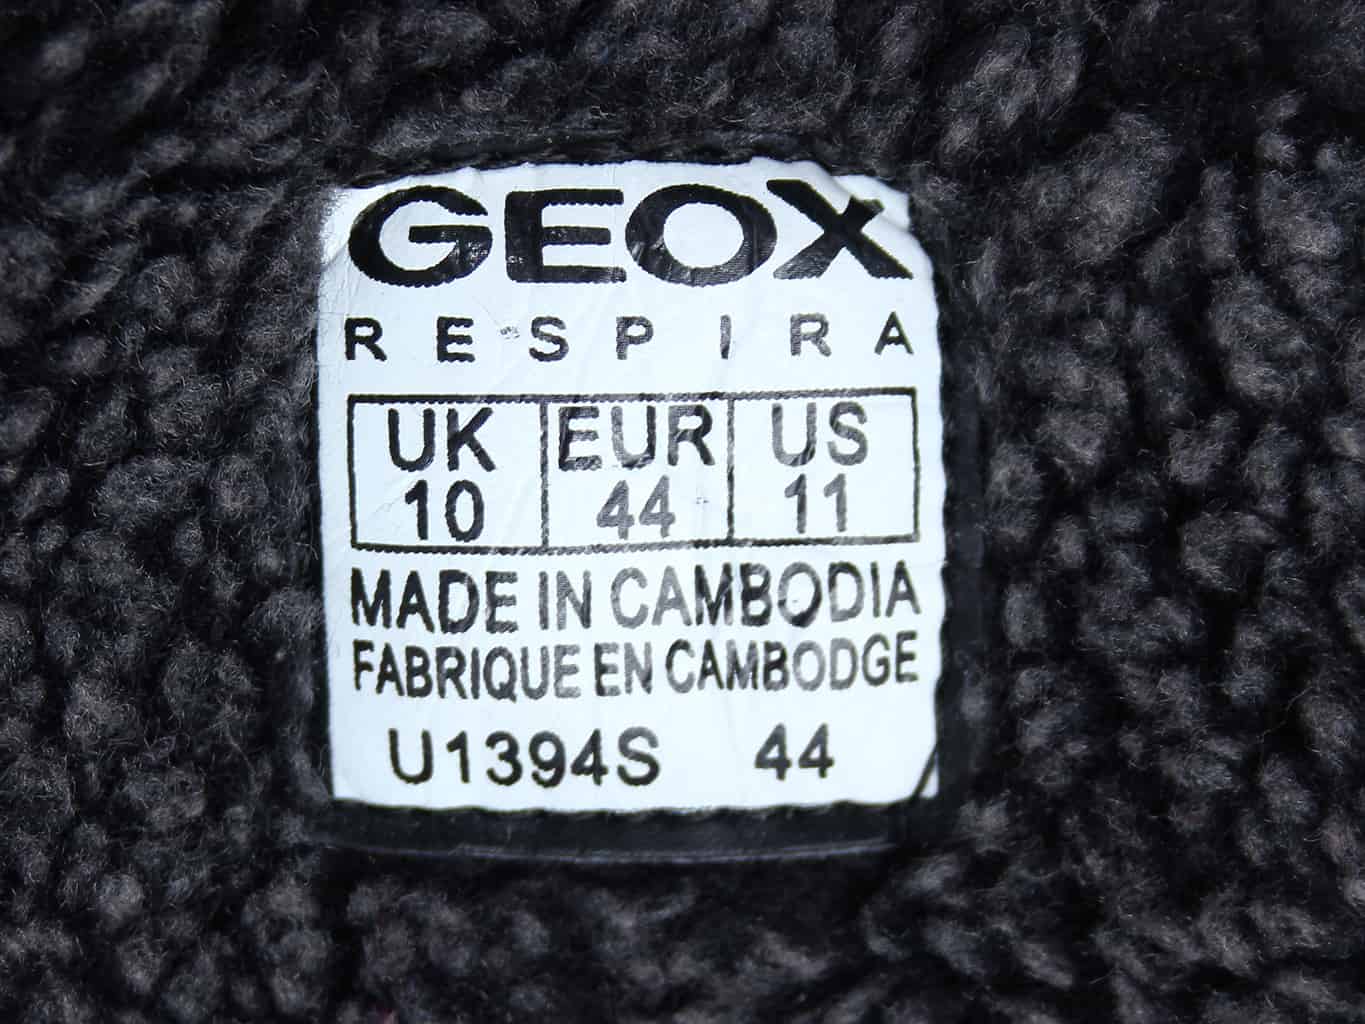 GEOX
RESPIRA
UK EUR US
10 44 11
MADE IN CAMBODIA
FABRIQUE EN CAMBODGE
U1394S 44